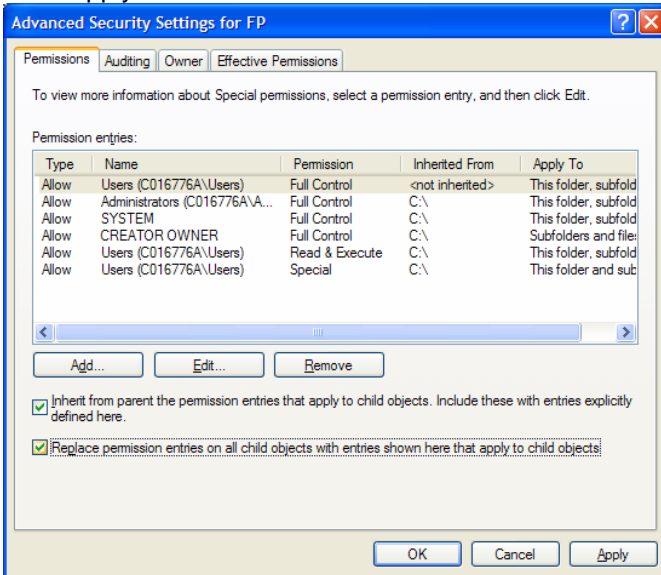 Advanced Security Settings for FP
Permissions Auditing Owner Effective Permissions
To view more information about Special permissions, select a permission entry, and then click Edit.
Permission entries:
Type Name Permission Inherited From Apply To
Allow Users (C016776A\Users) Full Control <not inherited> This folder, subfold
Allow Administrators (C016776A\A... Full Control C:\ This folder, subfold
Allow SYSTEM Full Control C:\ This folder, subfold
Allow CREATOR OWNER Full Control C:\ Subfolders and files
Allow Users (C016776A\Users) Read & Execute C:\ This folder, subfold
Allow Users (C016776A\Users) Special C:\ This folder and sub
Add... Edit... Remove
Inherit from parent the permission entries that apply to child objects. Include these with entries explicitly
defined here.
Replace permission entries on all child objects with entries shown here that apply to child objects
OK Cancel Apply